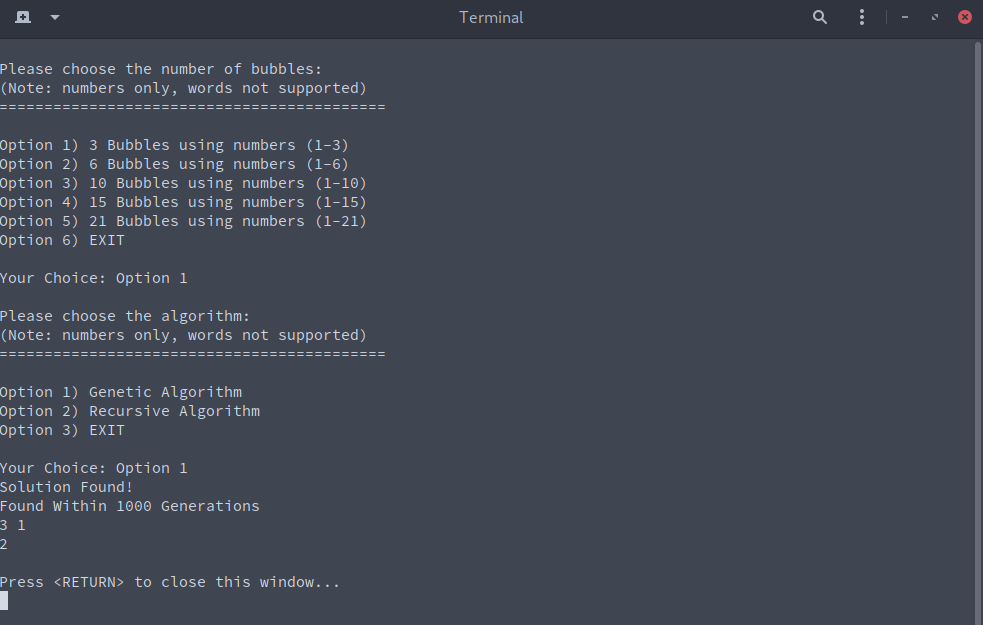 Terminal
Please choose the number of bubbles:
(Note: numbers only, words not supported)
===========================================
Option 1) 3 Bubbles using numbers (1-3)
Option 2) 6 Bubbles using numbers (1-6)
Option 3) 10 Bubbles using numbers (1-10)
Option 4) 15 Bubbles using numbers (1-15)
Option 5) 21 Bubbles using numbers (1-21)
Option 6) EXIT
Your Choice: Option 1
Please choose the algorithm:
(Note: numbers only, words not supported)
===========================================
Option 1) Genetic Algorithm
Option 2) Recursive Algorithm
Option 3) EXIT
Your Choice: Option 1
Solution Found!
Found Within 1000 Generations
3 1
2
Press <RETURN> to close this window...